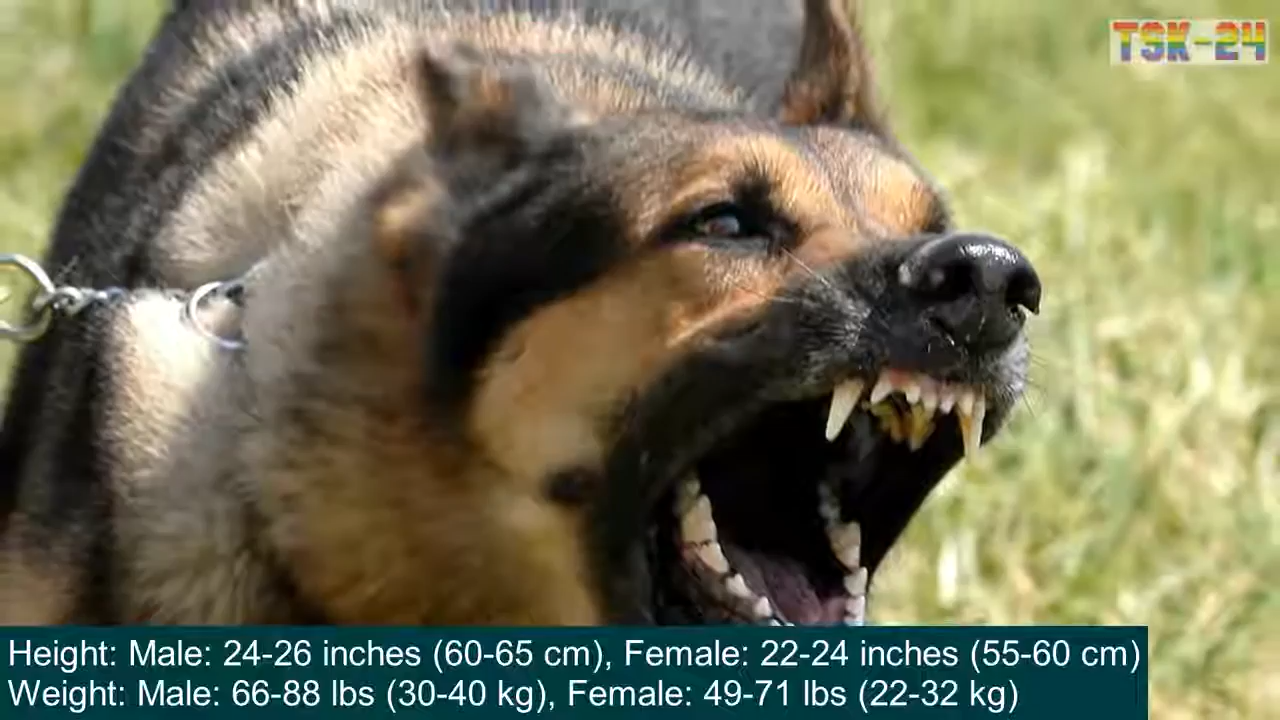 TSK-24
Height: Male: 24-26 inches (60-65 cm), Female: 22-24 inches (55-60 cm)
Weight: Male: 66-88 lbs (30-40 kg), Female: 49-71 lbs (22-32 kg)